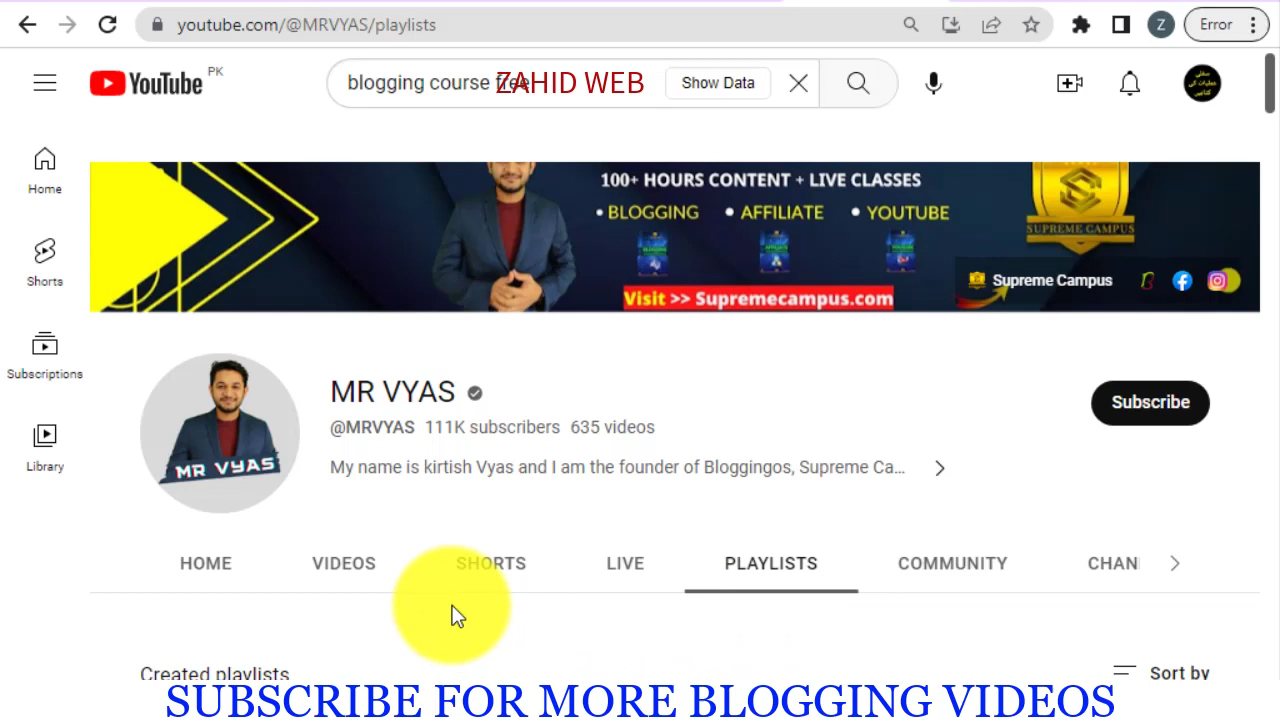 youtube.com/@MRVYAS/playlists
Z
Error
YouTube PK
blogging course free
ZAHID WEB
Show Data
Home
Shorts
Subscriptions
Library
100+ HOURS CONTENT + LIVE CLASSES
• BLOGGING • AFFILIATE • YOUTUBE
Visit >> Supremecampus.com
SUPREME CAMPUS
Supreme Campus
MR VYAS
MR VYAS
@MRVYAS 111K subscribers 635 videos
My name is kirtish Vyas and I am the founder of Bloggingos, Supreme Ca...
Subscribe
HOME VIDEOS SHORTS LIVE PLAYLISTS COMMUNITY CHAN
Created playlists
Sort by
SUBSCRIBE FOR MORE BLOGGING VIDEOS